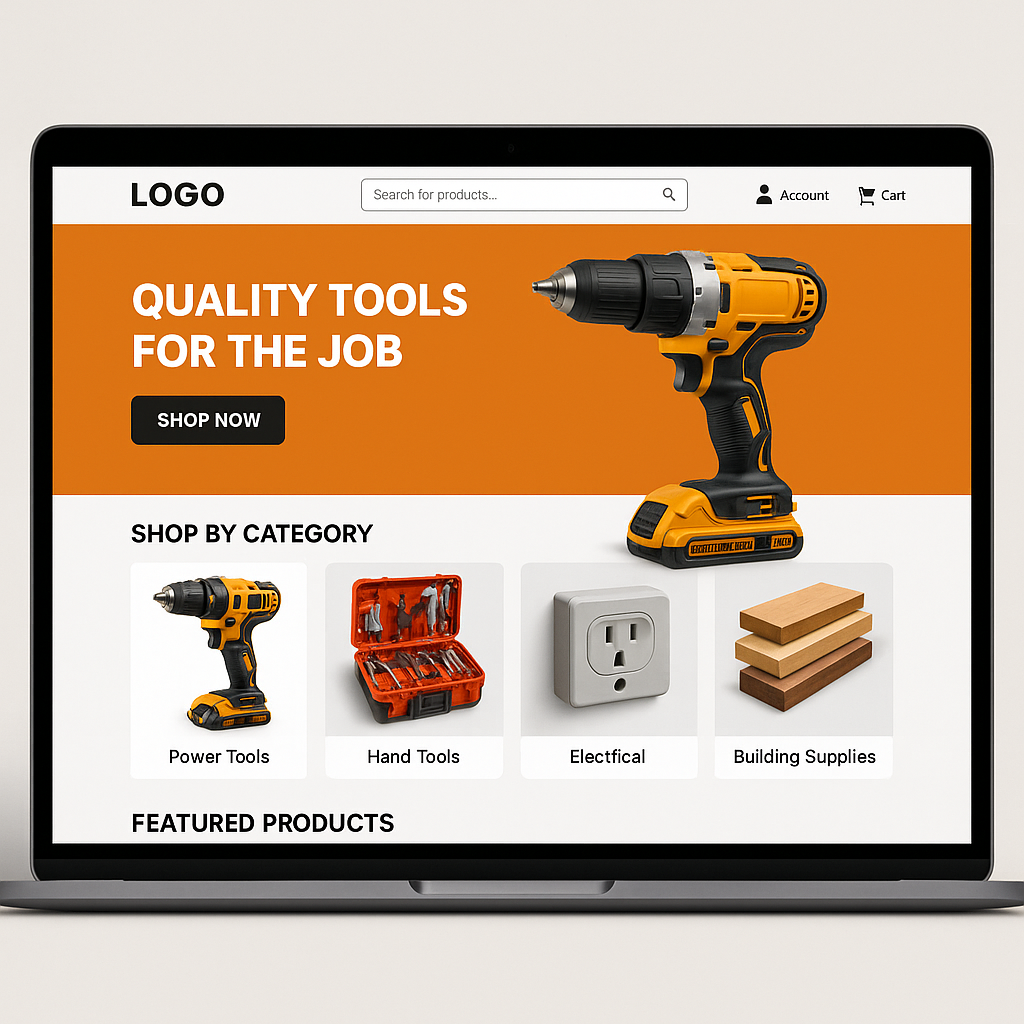 LOGO
Search for products...
Account
Cart
QUALITY TOOLS
FOR THE JOB
SHOP NOW
SHOP BY CATEGORY
Power Tools
Hand Tools
Electfical
Building Supplies
FEATURED PRODUCTS